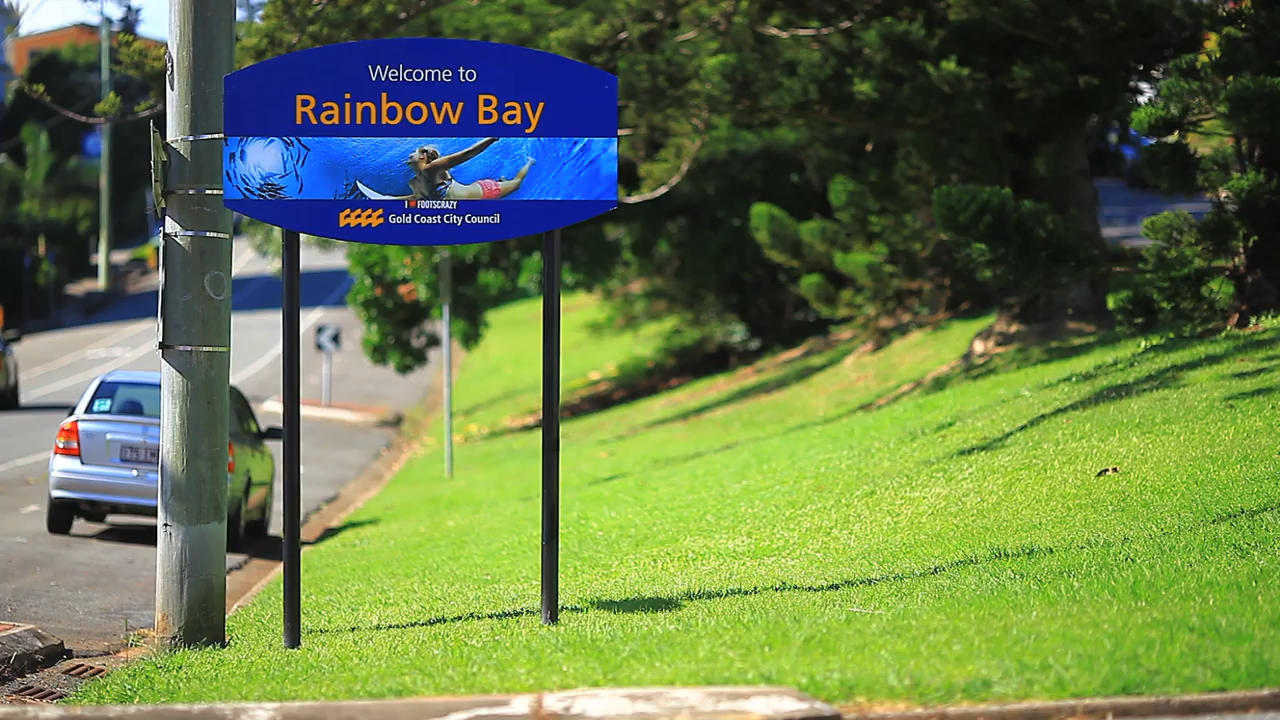 Welcome to
Rainbow Bay
I ❤ FOOTSCRAZY
Gold Coast City Council